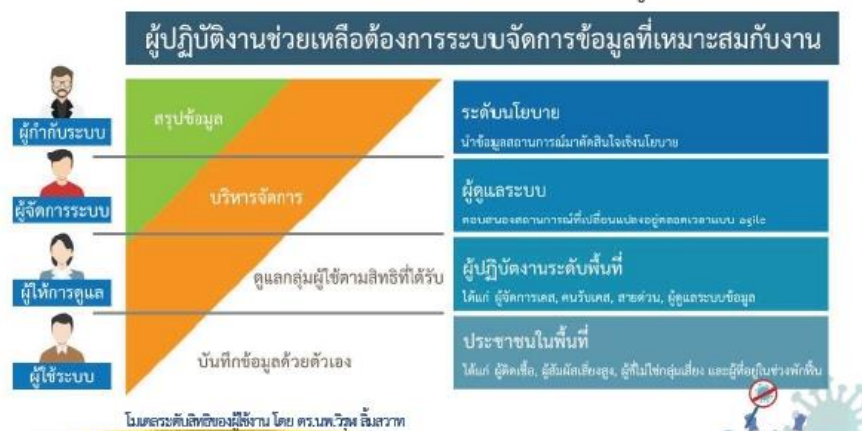 ผู้ปฏิบัติงานช่วยเหลือต้องการระบบจัดการข้อมูลที่เหมาะสมกับงาน
ผู้กำกับระบบ
สรุปข้อมูล
ระดับนโยบาย
นำข้อมูลสถานการณ์มาตัดสินใจเชิงนโยบาย
ผู้จัดการระบบ
บริหารจัดการ
ผู้ดูแลระบบ
ตอบสนองสถานการณ์ที่เปลี่ยนแปลงอยู่ตลอดเวลาแบบ agile
ผู้ให้การดูแล
ดูแลกลุ่มผู้ใช้ตามสิทธิที่ได้รับ
ผู้ปฏิบัติงานระดับพื้นที่
ได้แก่ ผู้จัดการเคส, คนรับเคส, สายด่วน, ผู้ดูแลระบบข้อมูล
ผู้ใช้ระบบ
บันทึกข้อมูลด้วยตัวเอง
ประชาชนในพื้นที่
ได้แก่ ผู้ติดเชื้อ, ผู้สัมผัสเสี่ยงสูง, ผู้ที่ไม่ใช่กลุ่มเสี่ยง และผู้ที่อยู่ในช่วงพักฟื้น
โมเดลระดับสิทธิของผู้ใช้งาน โดย ดร.นพ.วิรุฬ ลิ้มสวาท